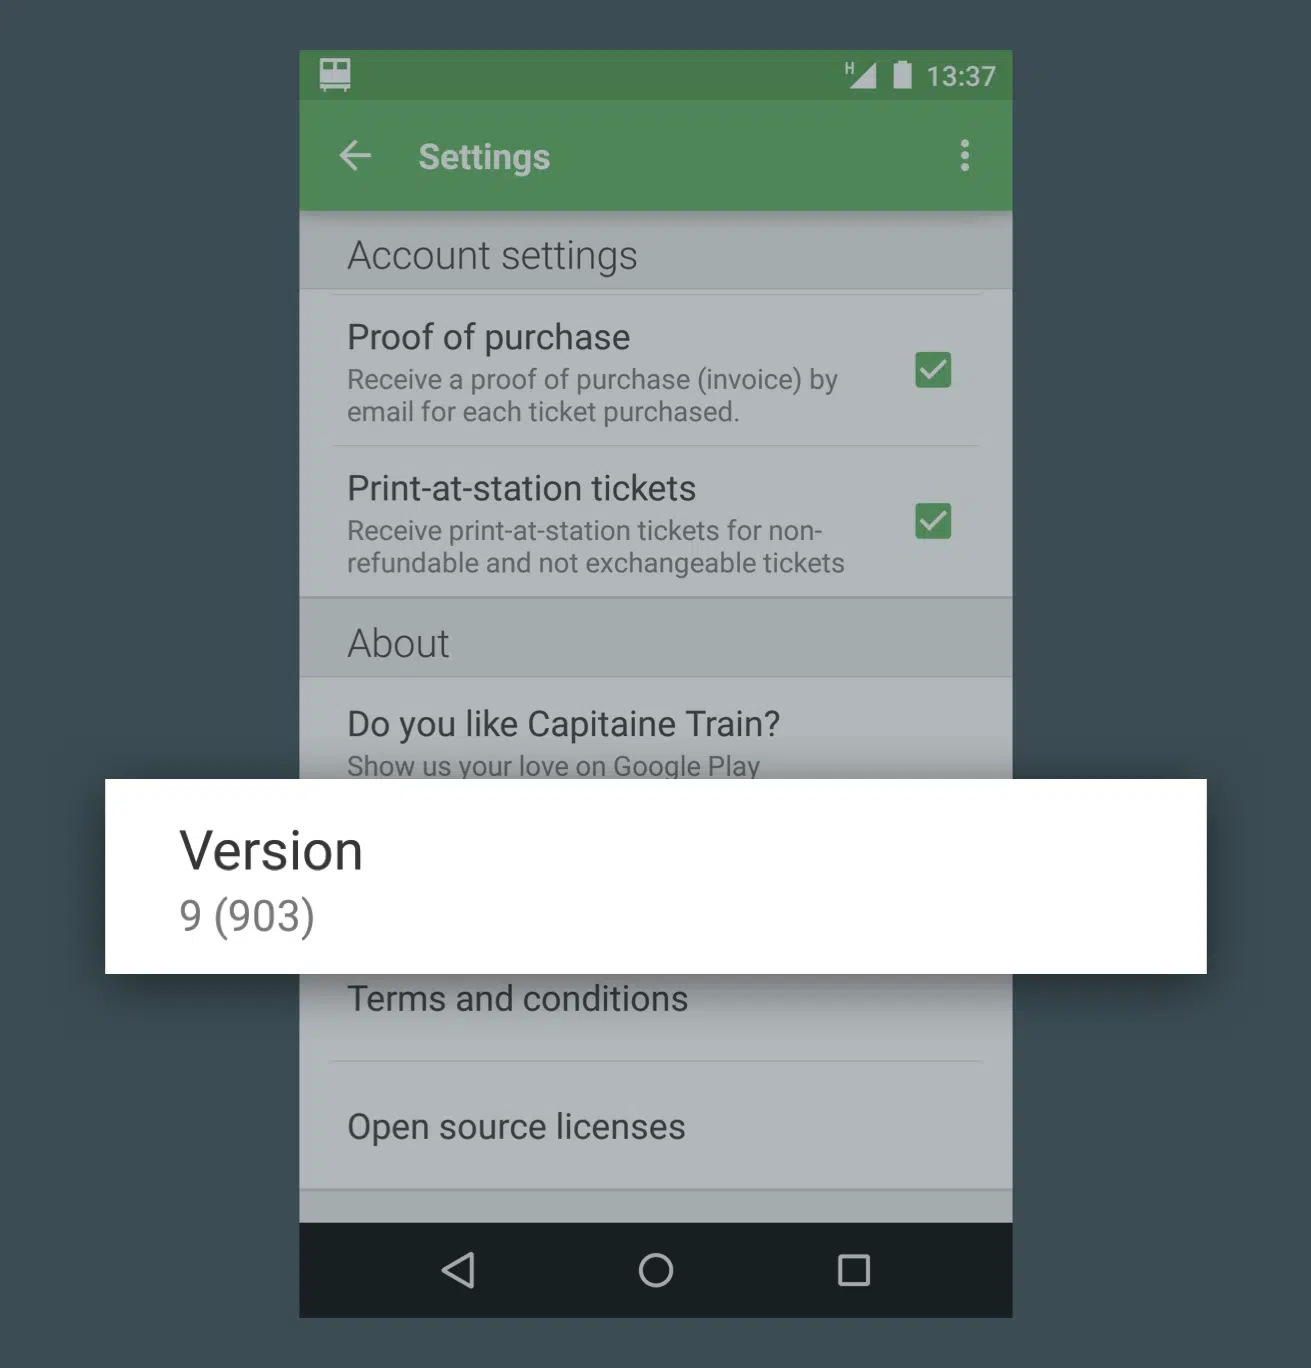 H 13:37
Settings
Account settings
Proof of purchase
Receive a proof of purchase (invoice) by
email for each ticket purchased.
Print-at-station tickets
Receive print-at-station tickets for non-
refundable and not exchangeable tickets
About
Do you like Capitaine Train?
Show us your love on Google Play
Version
9 (903)
Terms and conditions
Open source licenses